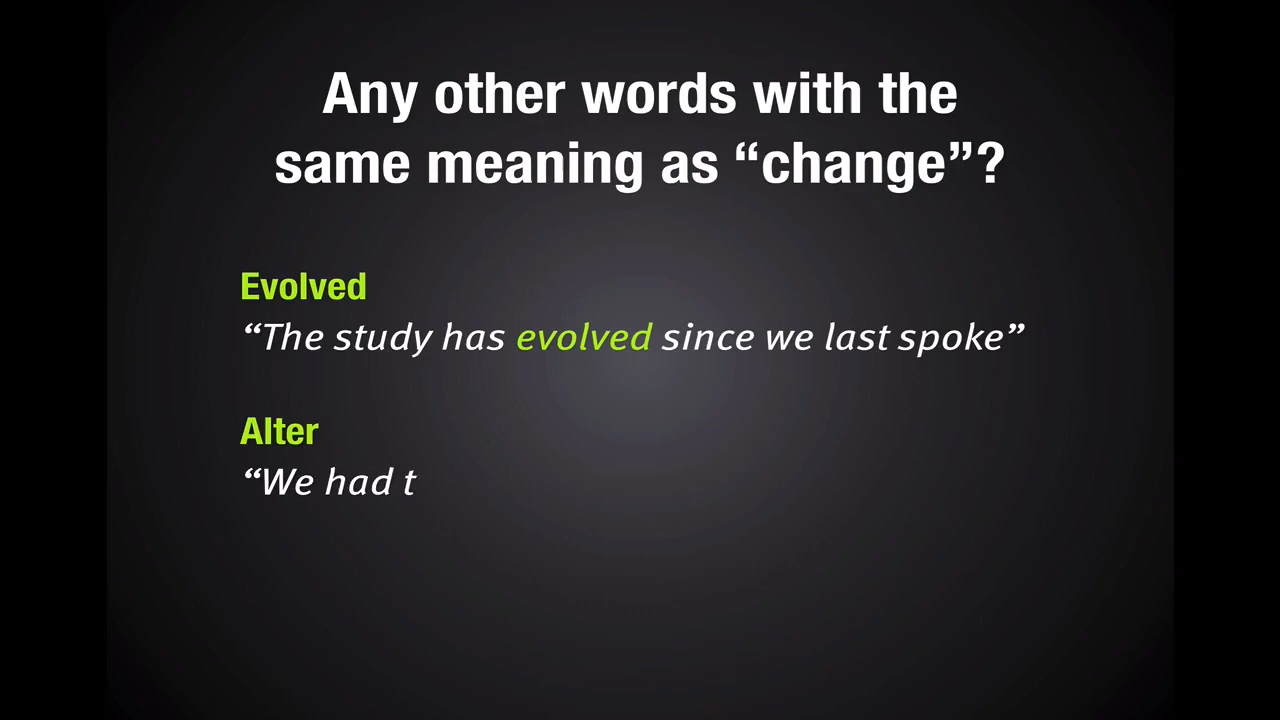 Any other words with the
same meaning as “change”?
Evolved
“The study has evolved since we last spoke”
Alter
“We had t